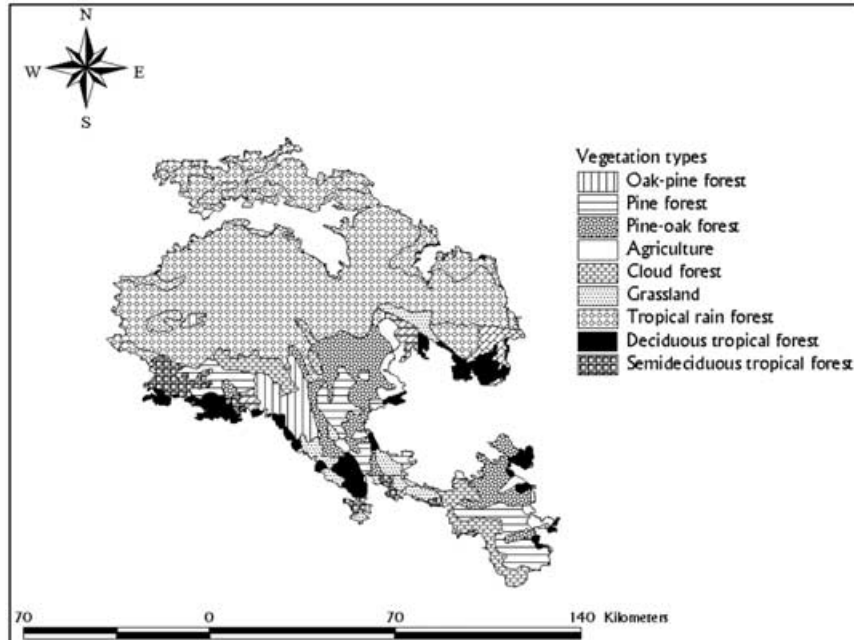 N
W E
S
Vegetation types
Oak-pine forest
Pine forest
Pine-oak forest
Agriculture
Cloud forest
Grassland
Tropical rain forest
Deciduous tropical forest
Semideciduous tropical forest
70 0 70 140 Kilometers